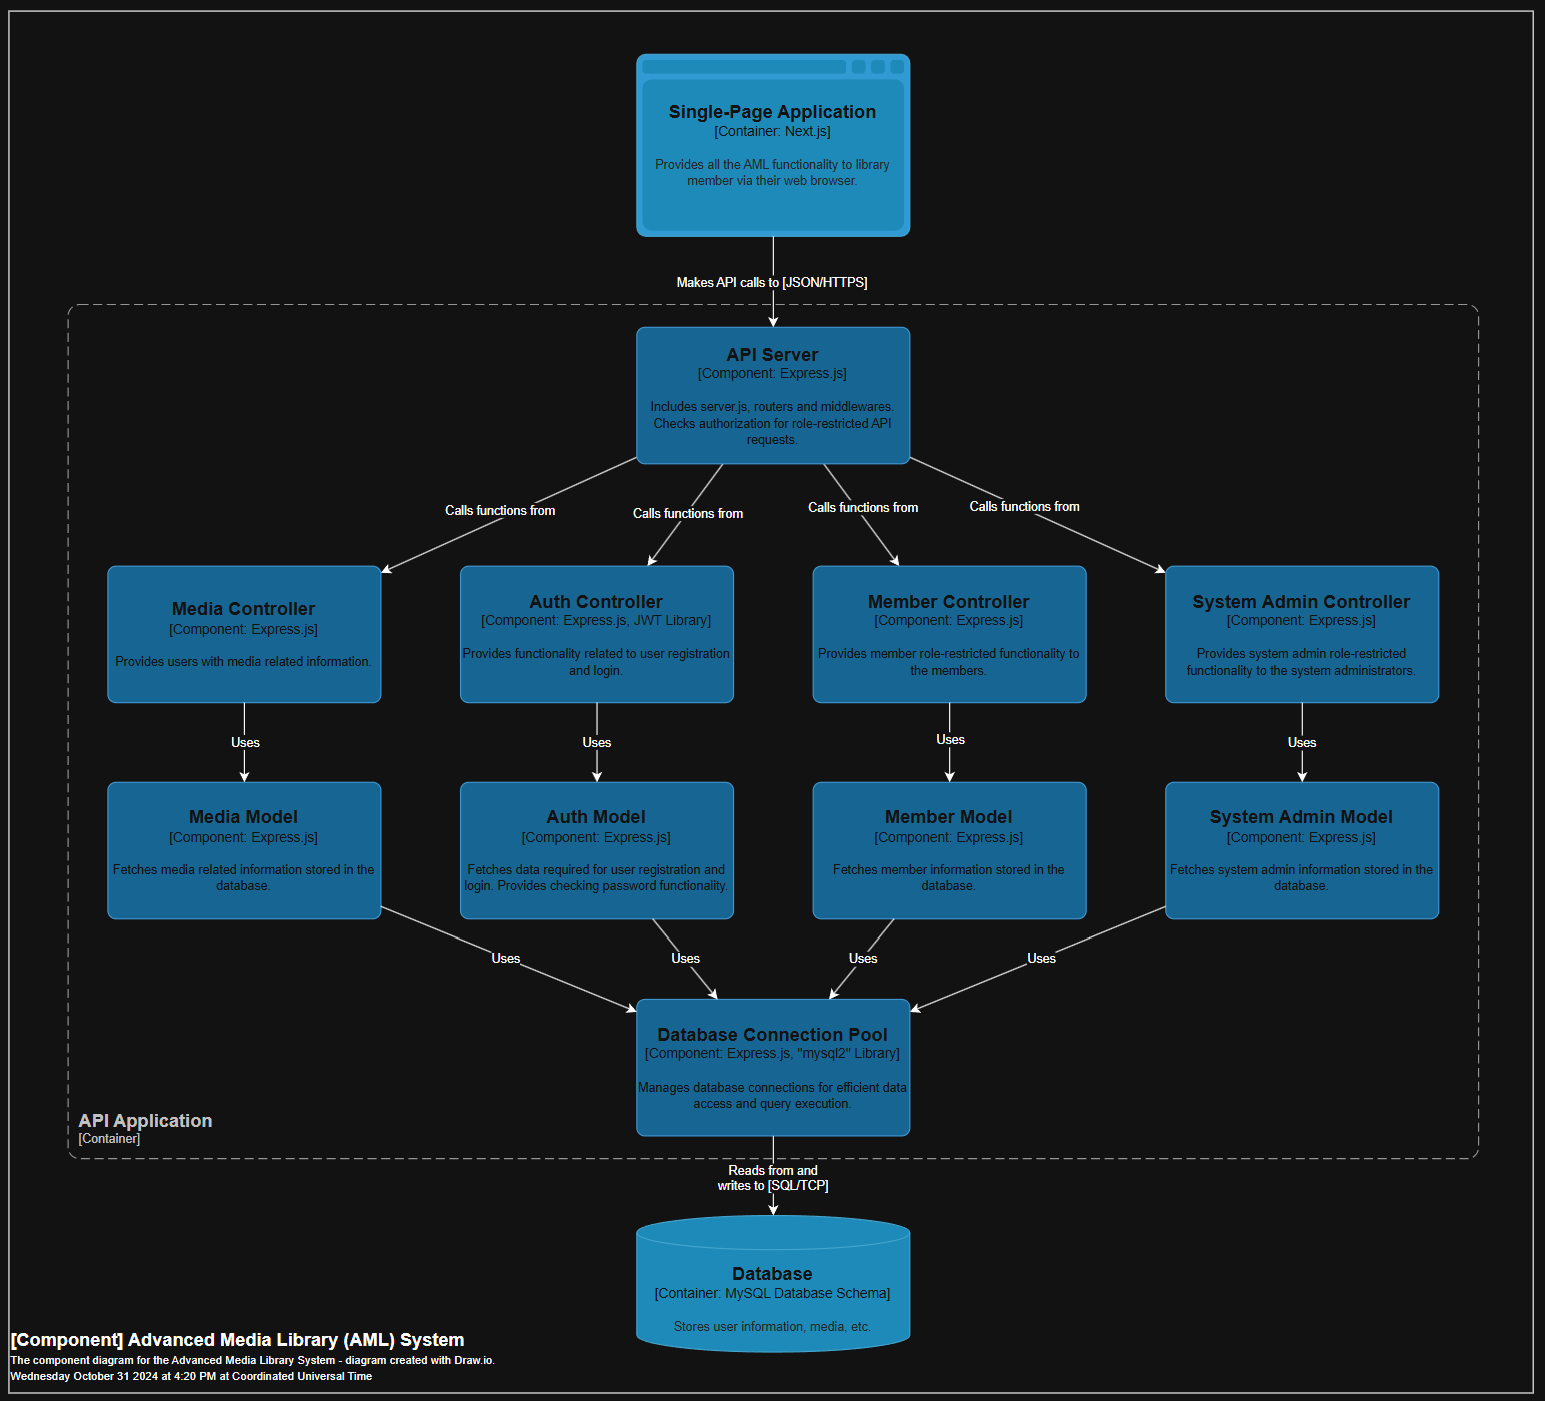 Single-Page Application
[Container: Next.js]
Provides all the AML functionality to library
member via their web browser.
Makes API calls to [JSON/HTTPS]
API Server
[Component: Express.js]
Includes server.js, routers and middlewares.
Checks authorization for role-restricted API
requests.
Calls functions from
Calls functions from
Calls functions from
Calls functions from
Media Controller
[Component: Express.js]
Provides users with media related information.
Auth Controller
[Component: Express.js, JWT Library]
Provides functionality related to user registration
and login.
Member Controller
[Component: Express.js]
Provides member role-restricted functionality to
the members.
System Admin Controller
[Component: Express.js]
Provides system admin role-restricted
functionality to the system administrators.
Uses
Uses
Uses
Uses
Media Model
[Component: Express.js]
Fetches media related information stored in the
database.
Auth Model
[Component: Express.js]
Fetches data required for user registration and
login. Provides checking password functionality.
Member Model
[Component: Express.js]
Fetches member information stored in the
database.
System Admin Model
[Component: Express.js]
Fetches system admin information stored in the
database.
Uses
Uses
Uses
Uses
Database Connection Pool
[Component: Express.js, "mysql2" Library]
Manages database connections for efficient data
access and query execution.
API Application
[Container]
Reads from and
writes to [SQL/TCP]
Database
[Container: MySQL Database Schema]
Stores user information, media, etc.
[Component] Advanced Media Library (AML) System
The component diagram for the Advanced Media Library System - diagram created with Draw.io.
Wednesday October 31 2024 at 4:20 PM at Coordinated Universal Time